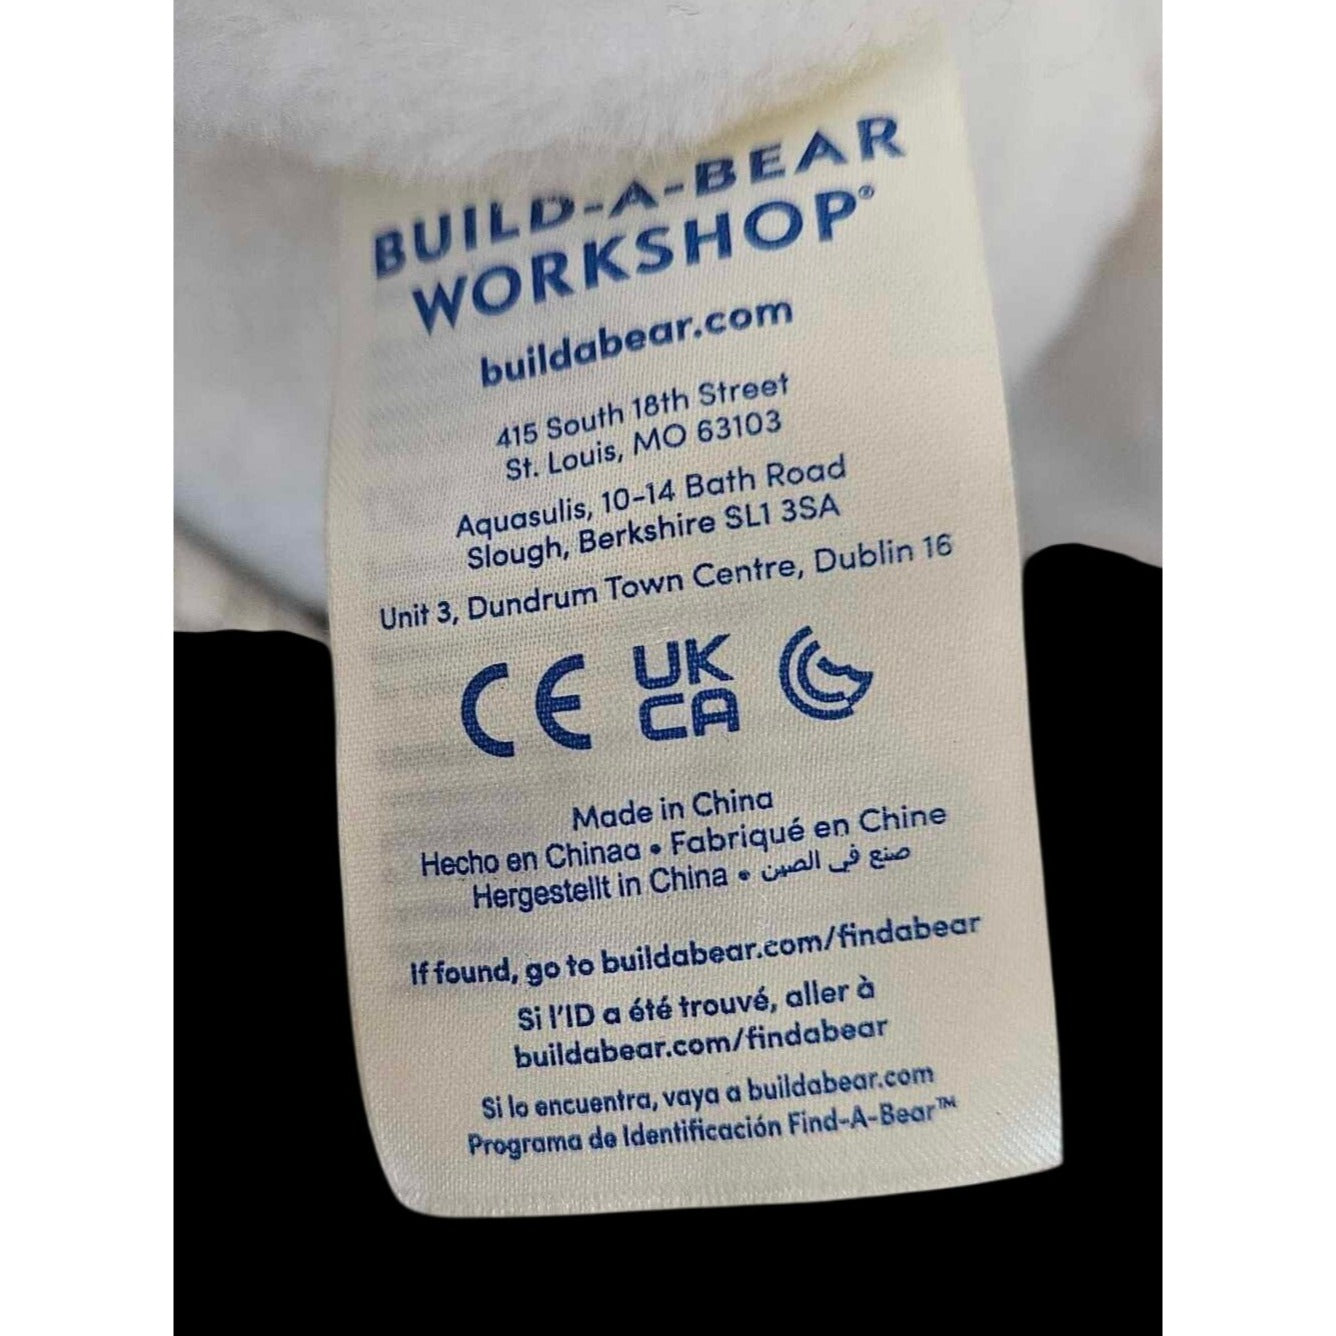 BUILD-A-BEAR
WORKSHOP®
buildabear.com
415 South 18th Street
St. Louis, MO 63103
Aquasulis, 10-14 Bath Road
Slough, Berkshire SL1 3SA
Unit 3, Dundrum Town Centre, Dublin 16
CE UK
CA
Made in China
Hecho en Chinaa • Fabriqué en Chine
Hergestellt in China • صنع في الصين
If found, go to buildabear.com/findabear
Si l'ID a été trouvé, aller à
buildabear.com/findabear
Si lo encuentra, vaya a buildabear.com
Programa de Identificación Find-A-Bear™